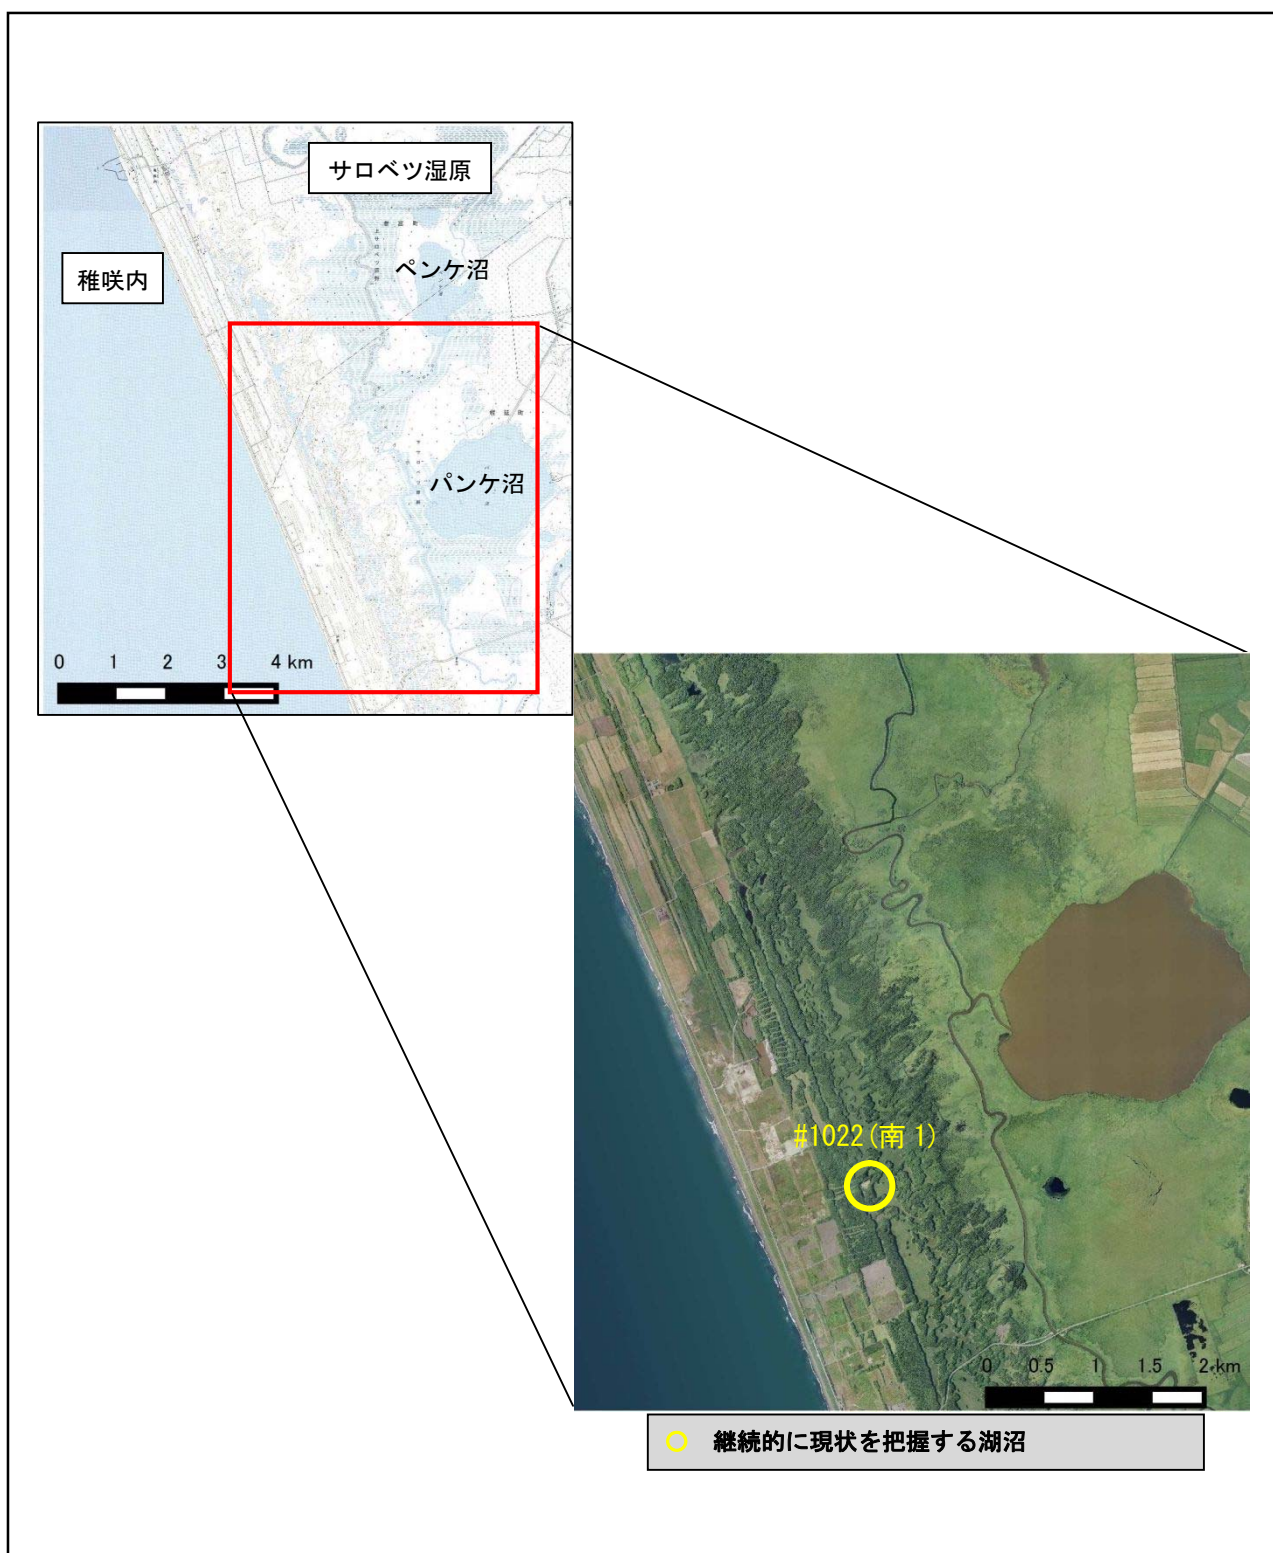 サロベツ湿原
稚咲内
ペンケ沼
パンケ沼
0 1 2 3 4 km
#1022(南 1)
0 0.5 1 1.5 2 km
継続的に現状を把握する湖沼